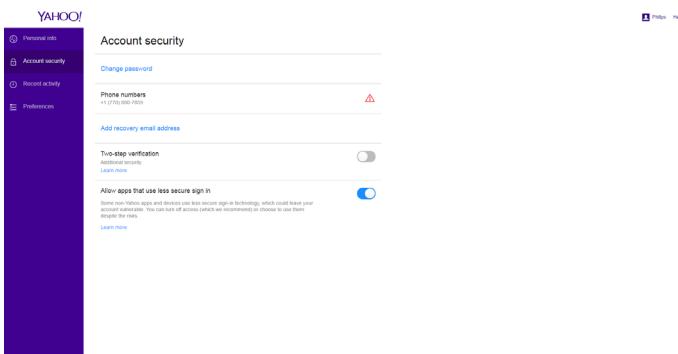 YAHOO!
Philips
Personal info
Account security
Recent activity
Preferences
Account security
Change password
Phone numbers
Add recovery email address
Two-step verification
Additional security
Learn more
Allow apps that use less secure sign in
Some non-Yahoo apps and devices use less secure sign-in technology, which could leave your
account vulnerable. You can turn off access (which we recommend) or choose to use them
despite the risks.
Learn more